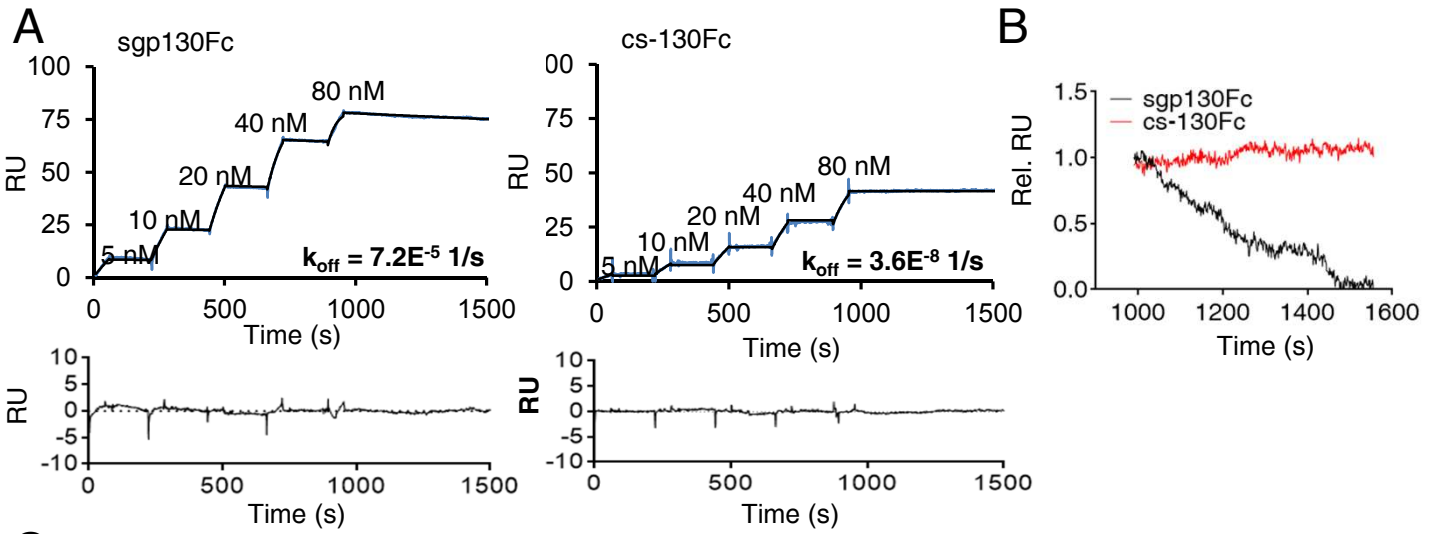 A
sgp130Fc
100
75
50
25
0
RU
5 nM
10 nM
20 nM
40 nM
80 nM
k_off = 7.2E^-5 1/s
0
500
1000
1500
Time (s)
10
5
0
-5
-10
RU
0
500
1000
1500
Time (s)
cs-130Fc
00
75
50
25
0
RU
5 nM
10 nM
20 nM
40 nM
80 nM
k_off = 3.6E^-8 1/s
0
500
1000
1500
Time (s)
10
5
0
-5
-10
RU
0
500
1000
1500
Time (s)
B
sgp130Fc
cs-130Fc
1.5
1.0
0.5
0.0
Rel. RU
1000
1200
1400
1600
Time (s)